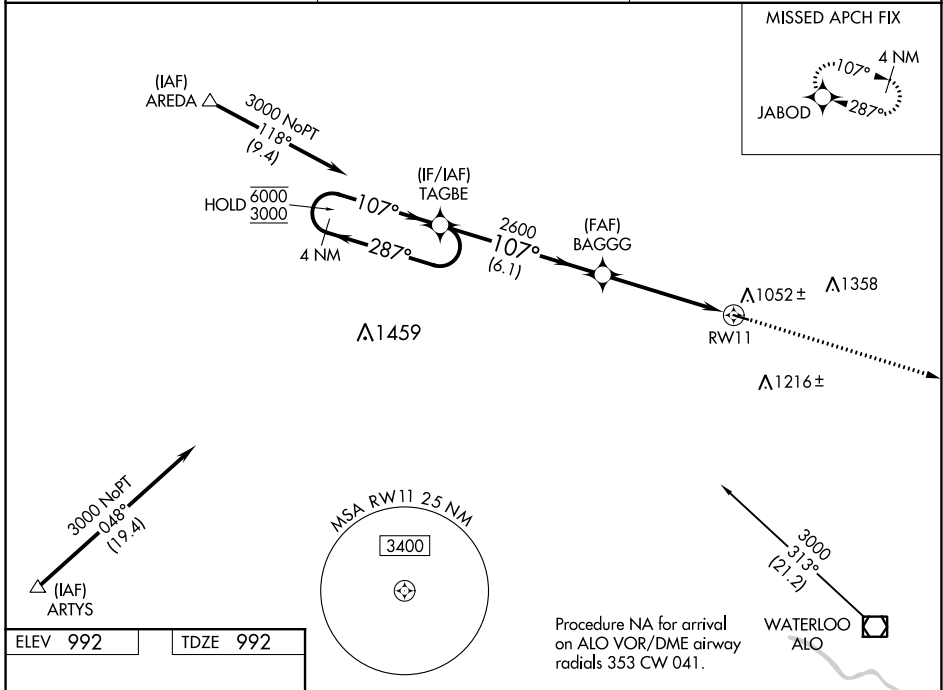 MISSED APCH FIX
4 NM
107°
JABOD
287°
(IAF)
AREDA
3000 NoPT
118°
(9.4)
(IF/IAF)
TAGBE
HOLD 6000
3000
107°
4 NM
287°
2600
107°
(6.1)
(FAF)
BAGGG
1052 ±
1358
RW11
1459
1216 ±
3000 NoPT
048°
(19.4)
(IAF)
ARTYS
MSA RW11 25 NM
3400
3000
313°
(21.2)
WATERLOO
ALO
Procedure NA for arrival
on ALO VOR/DME airway
radials 353 CW 041.
ELEV 992
TDZE 992